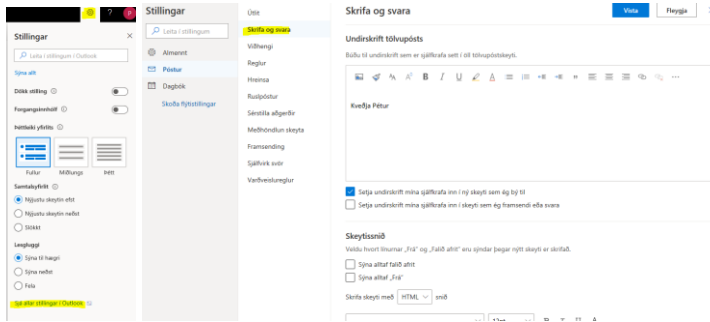 ? P
Stillingar ×
Leita í stillingum í Outlook
Sýna allt
Dökk stilling
Forgangsinnhólf
Þéttleiki yfirlits
Fullur Miðlungs Þétt
Samtalsyfirlit
Nýjustu skeytin efst
Nýjustu skeytin neðst
Slökkt
Lesgluggi
Sýna til hægri
Sýna neðst
Fela
Sjá allar stillingar í Outlook
Stillingar
Leita í stillingum
Almennt
Póstur
Dagbók
Skoða flýtistillingar
Útlit
Skrifa og svara
Viðhengi
Reglur
Hreinsa
Ruslpóstur
Sérstilla aðgerðir
Meðhöndlun skeyta
Framsending
Sjálfvirk svör
Varðveislureglur
Skrifa og svara Vista Fleygja
Undirskrift tölvupósts
Búðu til undirskrift sem er sjálfkrafa sett í öll tölvupóstskeyti.
B I U A
Kveðja Pétur
Setja undirskrift mína sjálfkrafa inn í ný skeyti sem ég bý til
Setja undirskrift mína sjálfkrafa inn í skeyti sem ég framsendi eða svara
Skeytissnið
Veldu hvort línurnar „Frá“ og „Falið afrit“ eru sýndar þegar nýtt skeyti er skrifað.
Sýna alltaf falið afrit
Sýna alltaf „Frá“
Skrifa skeyti með HTML snið
12pt B I U A